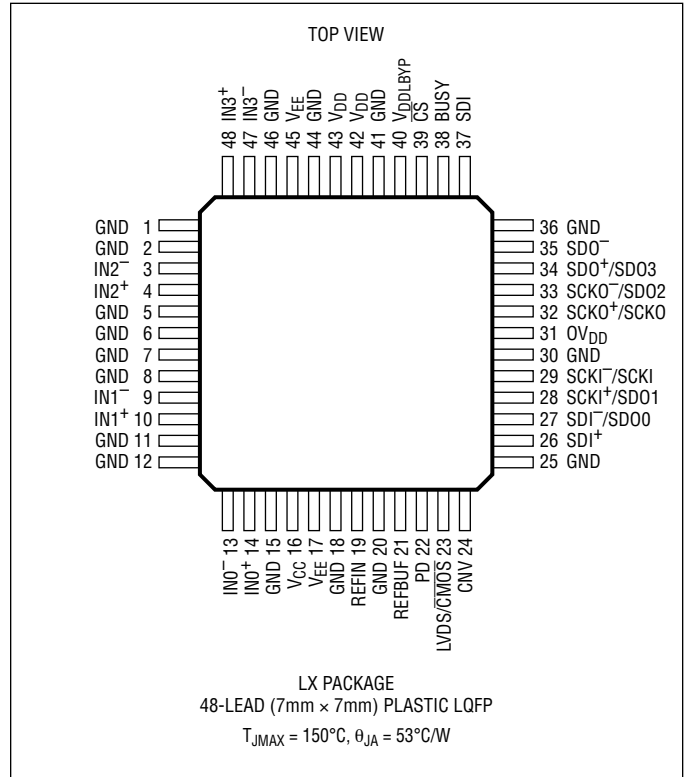 TOP VIEW
48 IN3+
47 IN3−
46 GND
45 VEE
44 GND
43 VDD
42 VDD
41 GND
40 VDDLBYP
39 C̅S̅
38 BUSY
37 SDI
GND 1
GND 2
IN2− 3
IN2+ 4
GND 5
GND 6
GND 7
GND 8
IN1− 9
IN1+ 10
GND 11
GND 12
36 GND
35 SDO−
34 SDO+/SDO3
33 SCKO−/SDO2
32 SCKO+/SCKO
31 OVDD
30 GND
29 SCKI−/SCKI
28 SCKI+/SDO1
27 SDI−/SDO0
26 SDI+
25 GND
IN0− 13
IN0+ 14
GND 15
VCC 16
VEE 17
GND 18
REFIN 19
GND 20
REFBUF 21
PD 22
LVDS/C̅M̅O̅S̅ 23
CNV 24
LX PACKAGE
48-LEAD (7mm × 7mm) PLASTIC LQFP
TJMAX = 150°C, θJA = 53°C/W